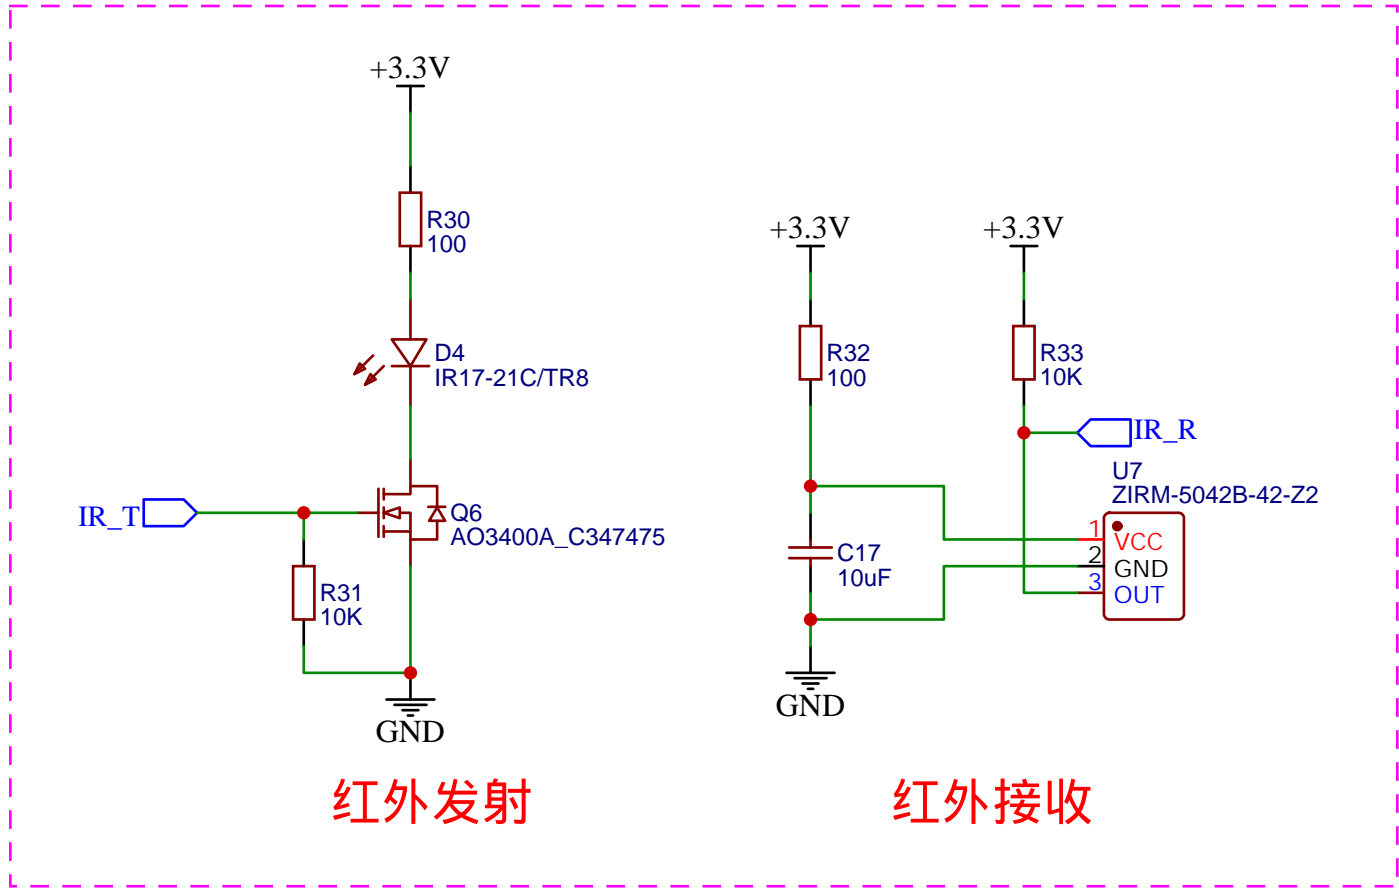 +3.3V
R30
100
D4
IR17-21C/TR8
IR_T
Q6
AO3400A_C347475
R31
10K
GND
红外发射
+3.3V
+3.3V
R32
100
R33
10K
IR_R
U7
ZIRM-5042B-42-Z2
C17
10uF
1
VCC
2
GND
3
OUT
GND
红外接收